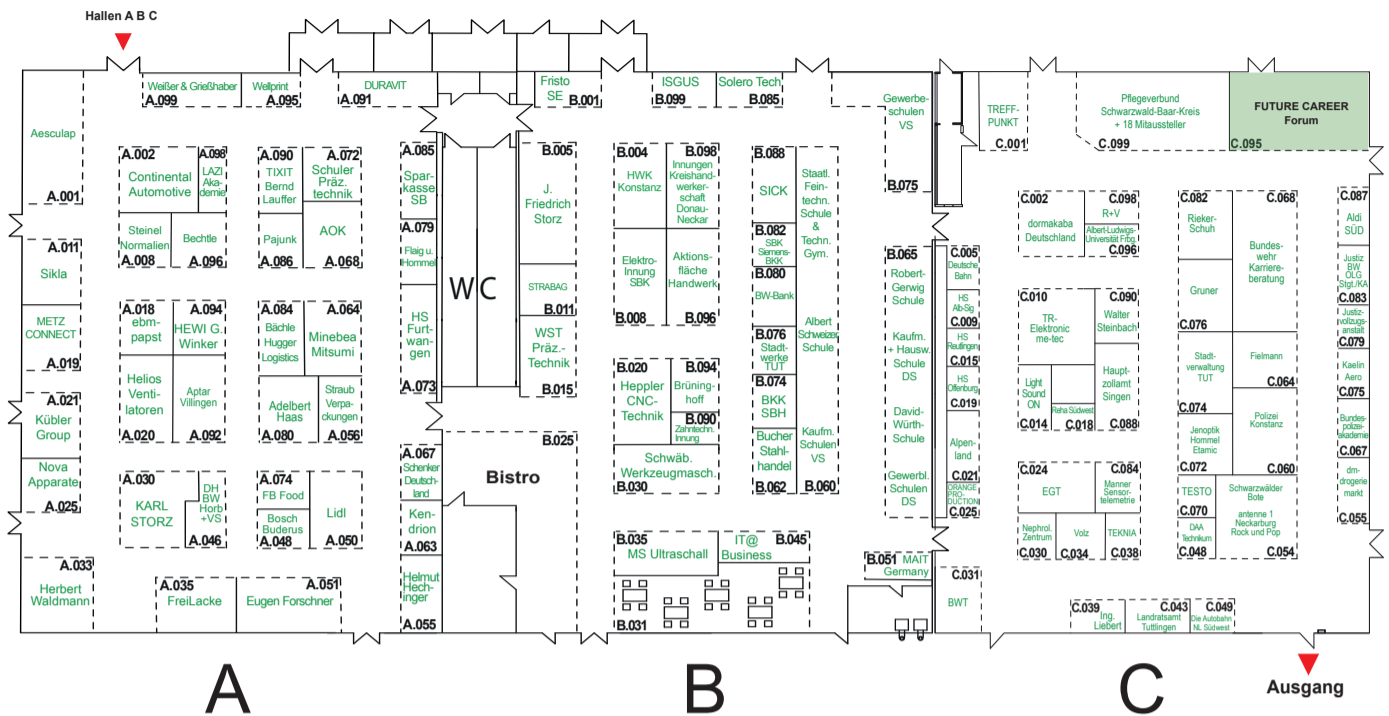 Hallen A B C
Weißer & Grießhaber
A.099
Wellprint
A.095
DURAVIT
A.091
Aesculap
A.001
A.011
Sikla
METZ
CONNECT
A.019
A.021
Kübler
Group
Nova
Apparate
A.025
A.033
Herbert
Waldmann
A.002
Continental
Automotive
A.098
LAZI
Aka-
demie
Steinel
Normalien
A.008
Bechtle
A.096
A.090
TIXIT
Bernd
Lauffer
A.072
Schuler
Präz.
technik
Pajunk
A.086
AOK
A.068
A.018
ebm-
papst
A.094
HEWI G.
Winker
Helios
Venti-
latoren
A.020
Aptar
Villingen
A.092
A.084
Bächle
Hugger
Logistics
A.064
Minebea
Mitsumi
Adelbert
Haas
A.080
Straub
Verpa-
ckungen
A.056
A.030
KARL
STORZ
DH
BW
Horb
+VS
A.046
A.074
FB Food
Bosch
Buderus
A.048
Lidl
A.050
A.035
FreiLacke
A.051
Eugen Forschner
A.085
Spar-
kasse
SB
A.079
Flaig u.
Hommel
HS
Furt-
wan-
gen
A.073
A.067
Schenker
Deutsch-
land
Ken-
drion
A.063
Helmut
Hech-
inger
A.055
WC
Bistro
B.025
Fristo
SE
B.001
B.005
J.
Friedrich
Storz
STRABAG
B.011
WST
Präz.-
Technik
B.015
ISGUS
B.099
Solero Tech
B.085
Gewerbe-
schulen
VS
B.075
B.004
HWK
Konstanz
B.098
Innungen
Kreishand-
werker-
schaft
Donau-
Neckar
Elektro-
Innung
SBK
B.008
Aktions-
fläche
Handwerk
B.096
B.088
SICK
B.082
SBK
Siemens-
BKK
B.080
BW-Bank
B.076
Stadt-
werke
TUT
B.074
BKK
SBH
Bucher
Stahl-
handel
B.062
Staatl.
Fein-
techn.
Schule
& 
Techn.
Gym.
Albert
Schweizer
Schule
Kaufm.
Schulen
VS
B.060
B.020
Heppler
CNC-
Technik
B.094
Brüning-
hoff
B.090
Zahntechn.
Innung
Schwäb.
Werkzeugmasch.
B.030
B.035
MS Ultraschall
IT@
Business
B.045
B.031
B.065
Robert-
Gerwig
Schule
Kaufm.
+ Hausw.
Schule
DS
David-
Würth-
Schule
Gewerbl.
Schulen
DS
B.051
MAIT
Germany
TREFF-
PUNKT
C.001
Pflegeverbund
Schwarzwald-Baar-Kreis
+ 18 Mitaussteller
C.099
FUTURE CAREER
Forum
C.095
C.005
Deutsche
Bahn
HS
Alb-Sig
C.009
HS
Reutlingen
C.015
HS
Offenburg
C.019
Alpen-
land
C.021
ORANGE
PRO-
DUCTION
C.025
C.031
BWT
C.002
dormakaba
Deutschland
C.098
R+V
Albert-Ludwigs-
Universität Frbg.
C.096
C.010
TR-
Elektronic
me-tec
C.090
Walter
Steinbach
Light
Sound
ON
C.014
Reha Südwest
C.018
Haupt-
zollamt
Singen
C.088
C.024
EGT
C.084
Manner
Sensor-
telemetrie
Nephrol.
Zentrum
C.030
Volz
C.034
TEKNIA
C.038
C.039
Ing.
Liebert
C.043
Landratsamt
Tuttlingen
C.049
Die Autobahn
NL Südwest
C.082
Rieker-
Schuh
C.068
Bundes-
wehr
Karriere-
beratung
Gruner
C.076
Stadt-
verwaltung
TUT
C.074
Fielmann
C.064
Jenoptik
Hommel
Etamic
C.072
Polizei
Konstanz
C.060
TESTO
C.070
DAA
Technikum
C.048
Schwarzwälder
Bote
antenne 1
Neckarburg
Rock und Pop
C.054
C.087
Aldi
SÜD
Justiz
BW
OLG
Stgt./KA
C.083
Justiz-
vollzugs-
anstalt
C.079
Kaelin
Aero
C.075
Bundes-
polizei-
akademie
C.067
dm-
drogerie
markt
C.055
A
B
C
Ausgang